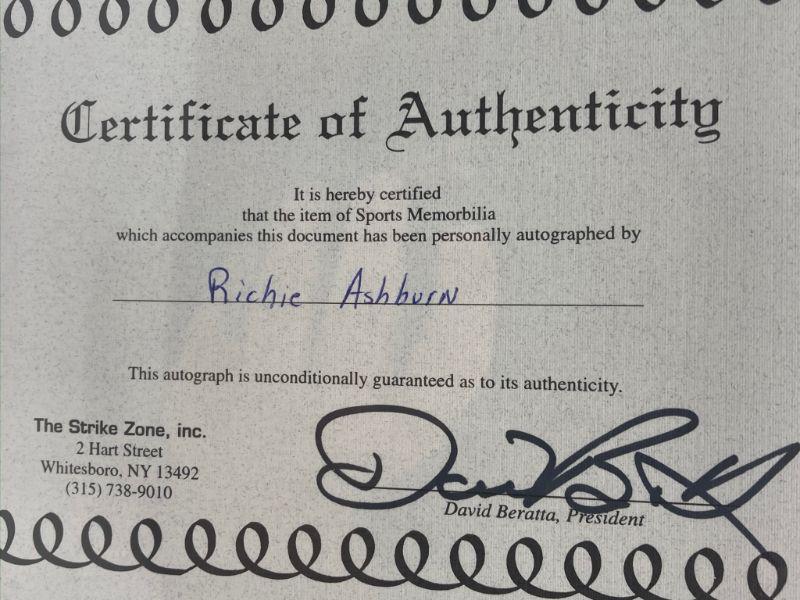 Certificate of Authenticity
It is hereby certified
that the item of Sports Memorbilia
which accompanies this document has been personally autographed by
Richie Ashburn
This autograph is unconditionally guaranteed as to its authenticity.
The Strike Zone, inc.
2 Hart Street
Whitesboro, NY 13492
(315) 738-9010
David Beratta, President